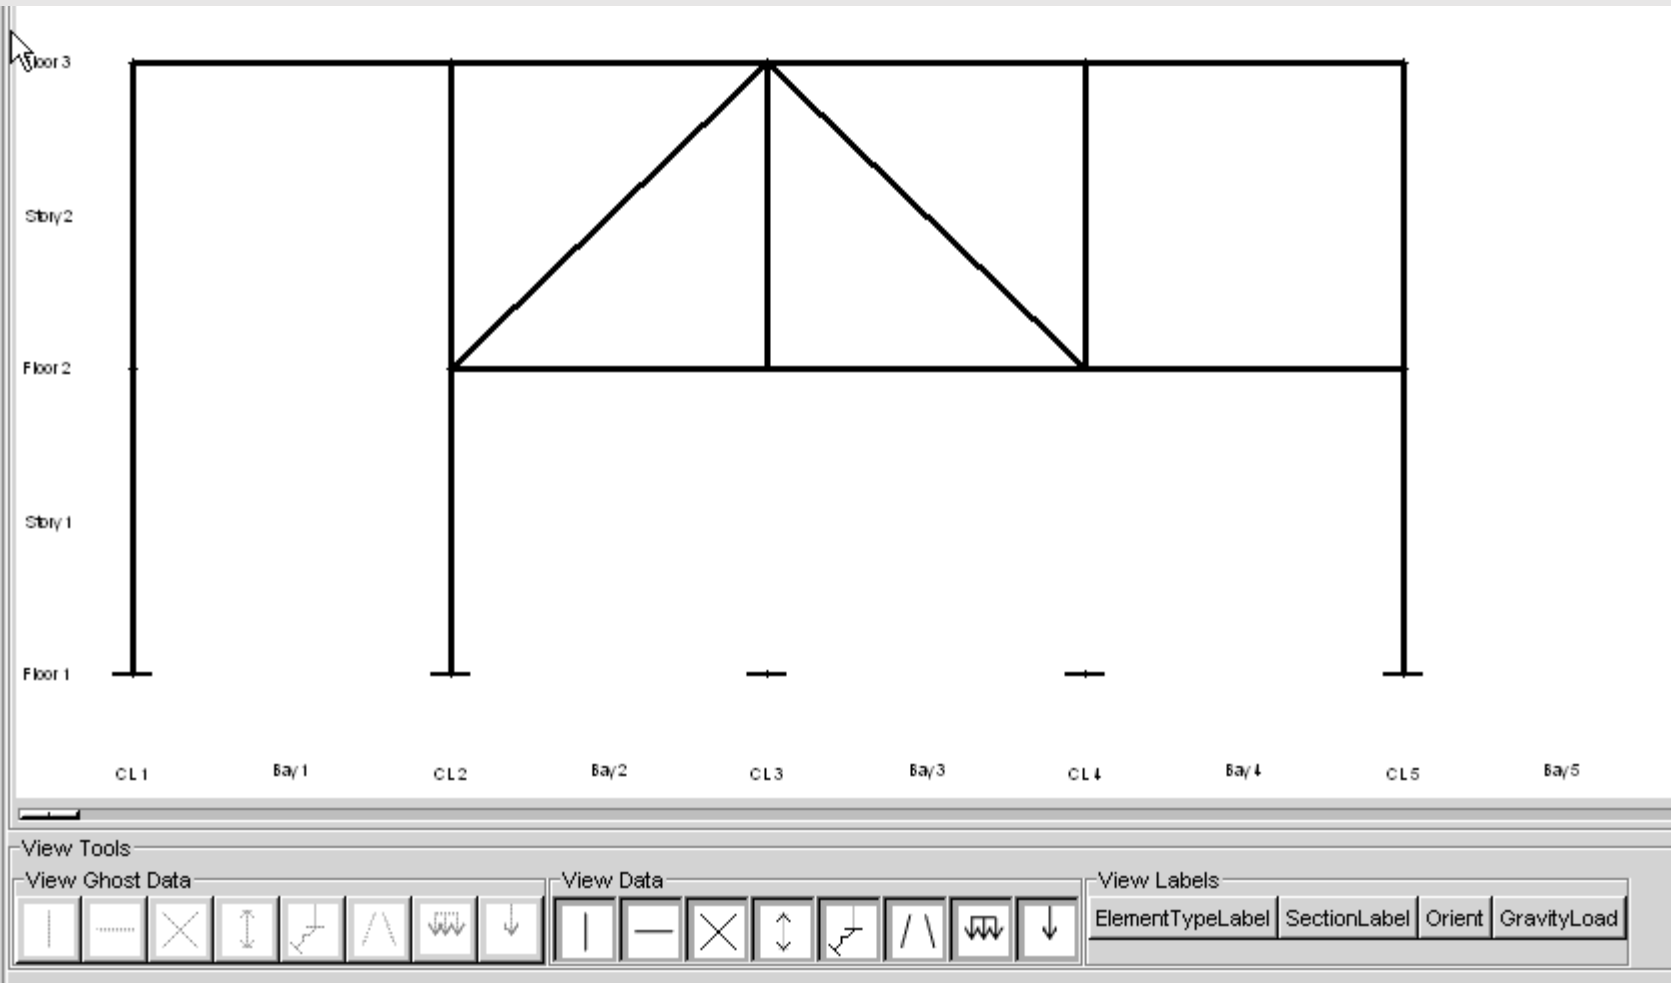 Floor 3
Story 2
Floor 2
Story 1
Floor 1
CL 1 Bay 1 CL 2 Bay 2 CL 3 Bay 3 CL 4 Bay 4 CL 5 Bay 5
View Tools
View Ghost Data View Data View Labels
ElementTypeLabel SectionLabel Orient GravityLoad